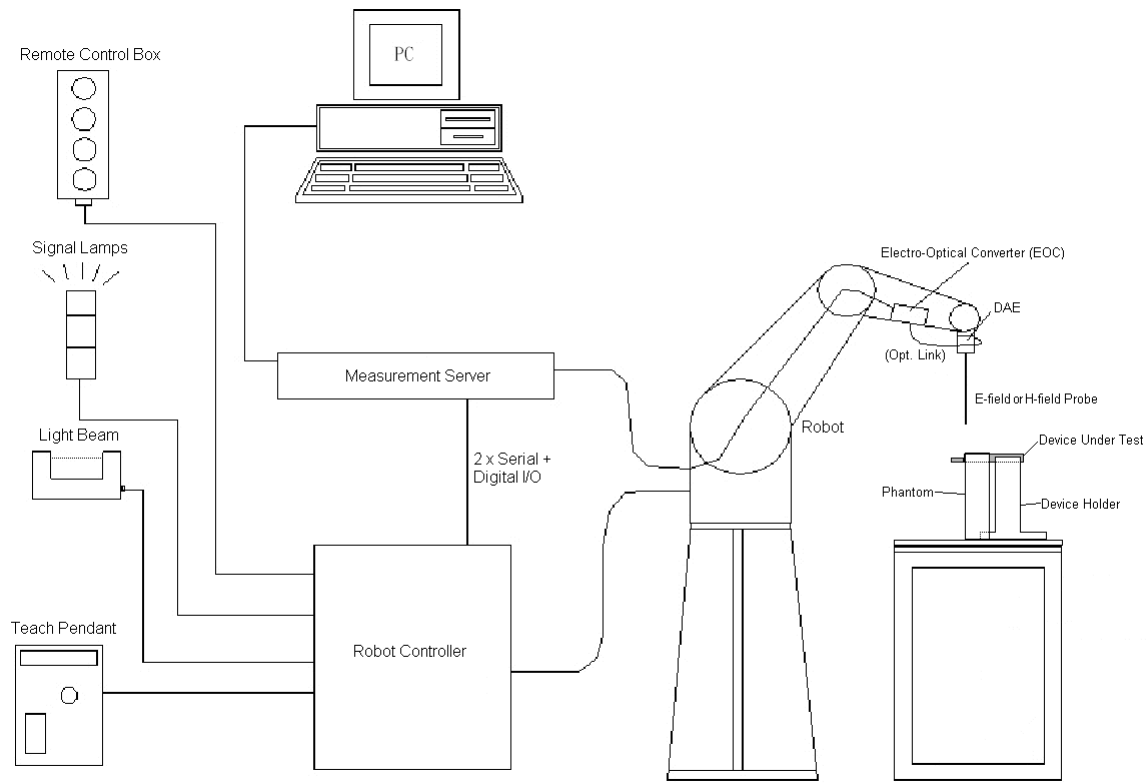 Remote Control Box
PC
Signal Lamps
Electro-Optical Converter (EOC)
DAE
(Opt. Link)
Measurement Server
E-field or H-field Probe
Robot
Light Beam
2 x Serial +
Digital I/O
Device Under Test
Phantom
Device Holder
Teach Pendant
Robot Controller